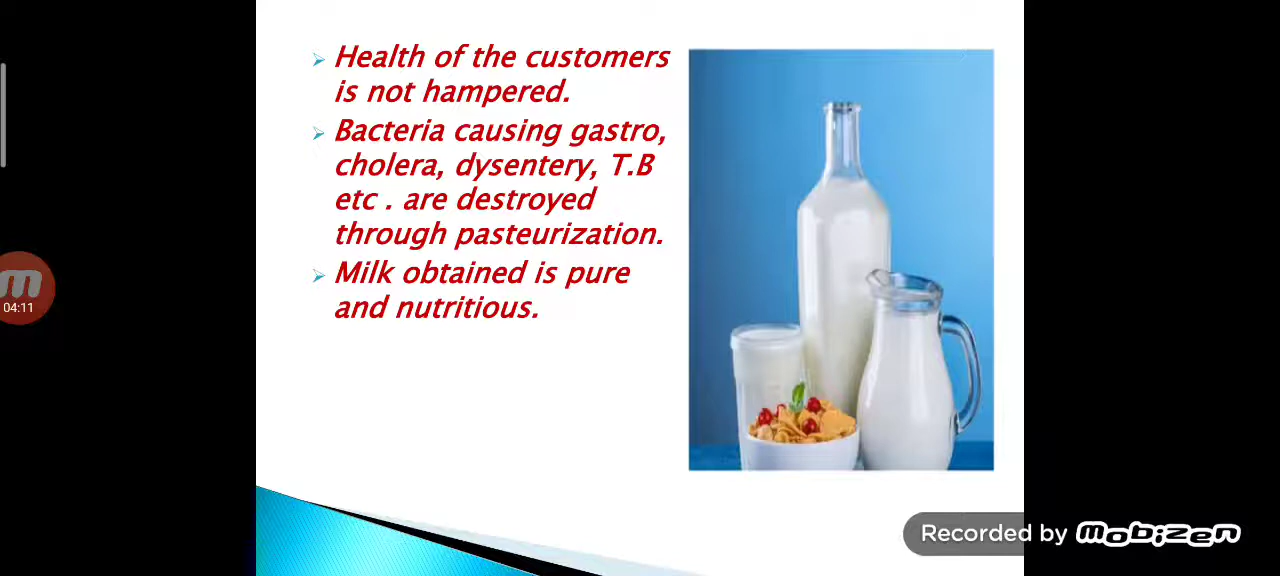 Health of the customers
is not hampered.
Bacteria causing gastro,
cholera, dysentery, T.B
etc . are destroyed
through pasteurization.
Milk obtained is pure
and nutritious.
m
04:11
Recorded by mobizen